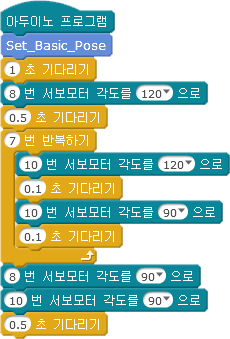 아두이노 프로그램
Set_Basic_Pose
1 초 기다리기
8 번 서보모터 각도를 120 으로
0.5 초 기다리기
7 번 반복하기
10 번 서보모터 각도를 120 으로
0.1 초 기다리기
10 번 서보모터 각도를 90 으로
0.1 초 기다리기
8 번 서보모터 각도를 90 으로
10 번 서보모터 각도를 90 으로
0.5 초 기다리기